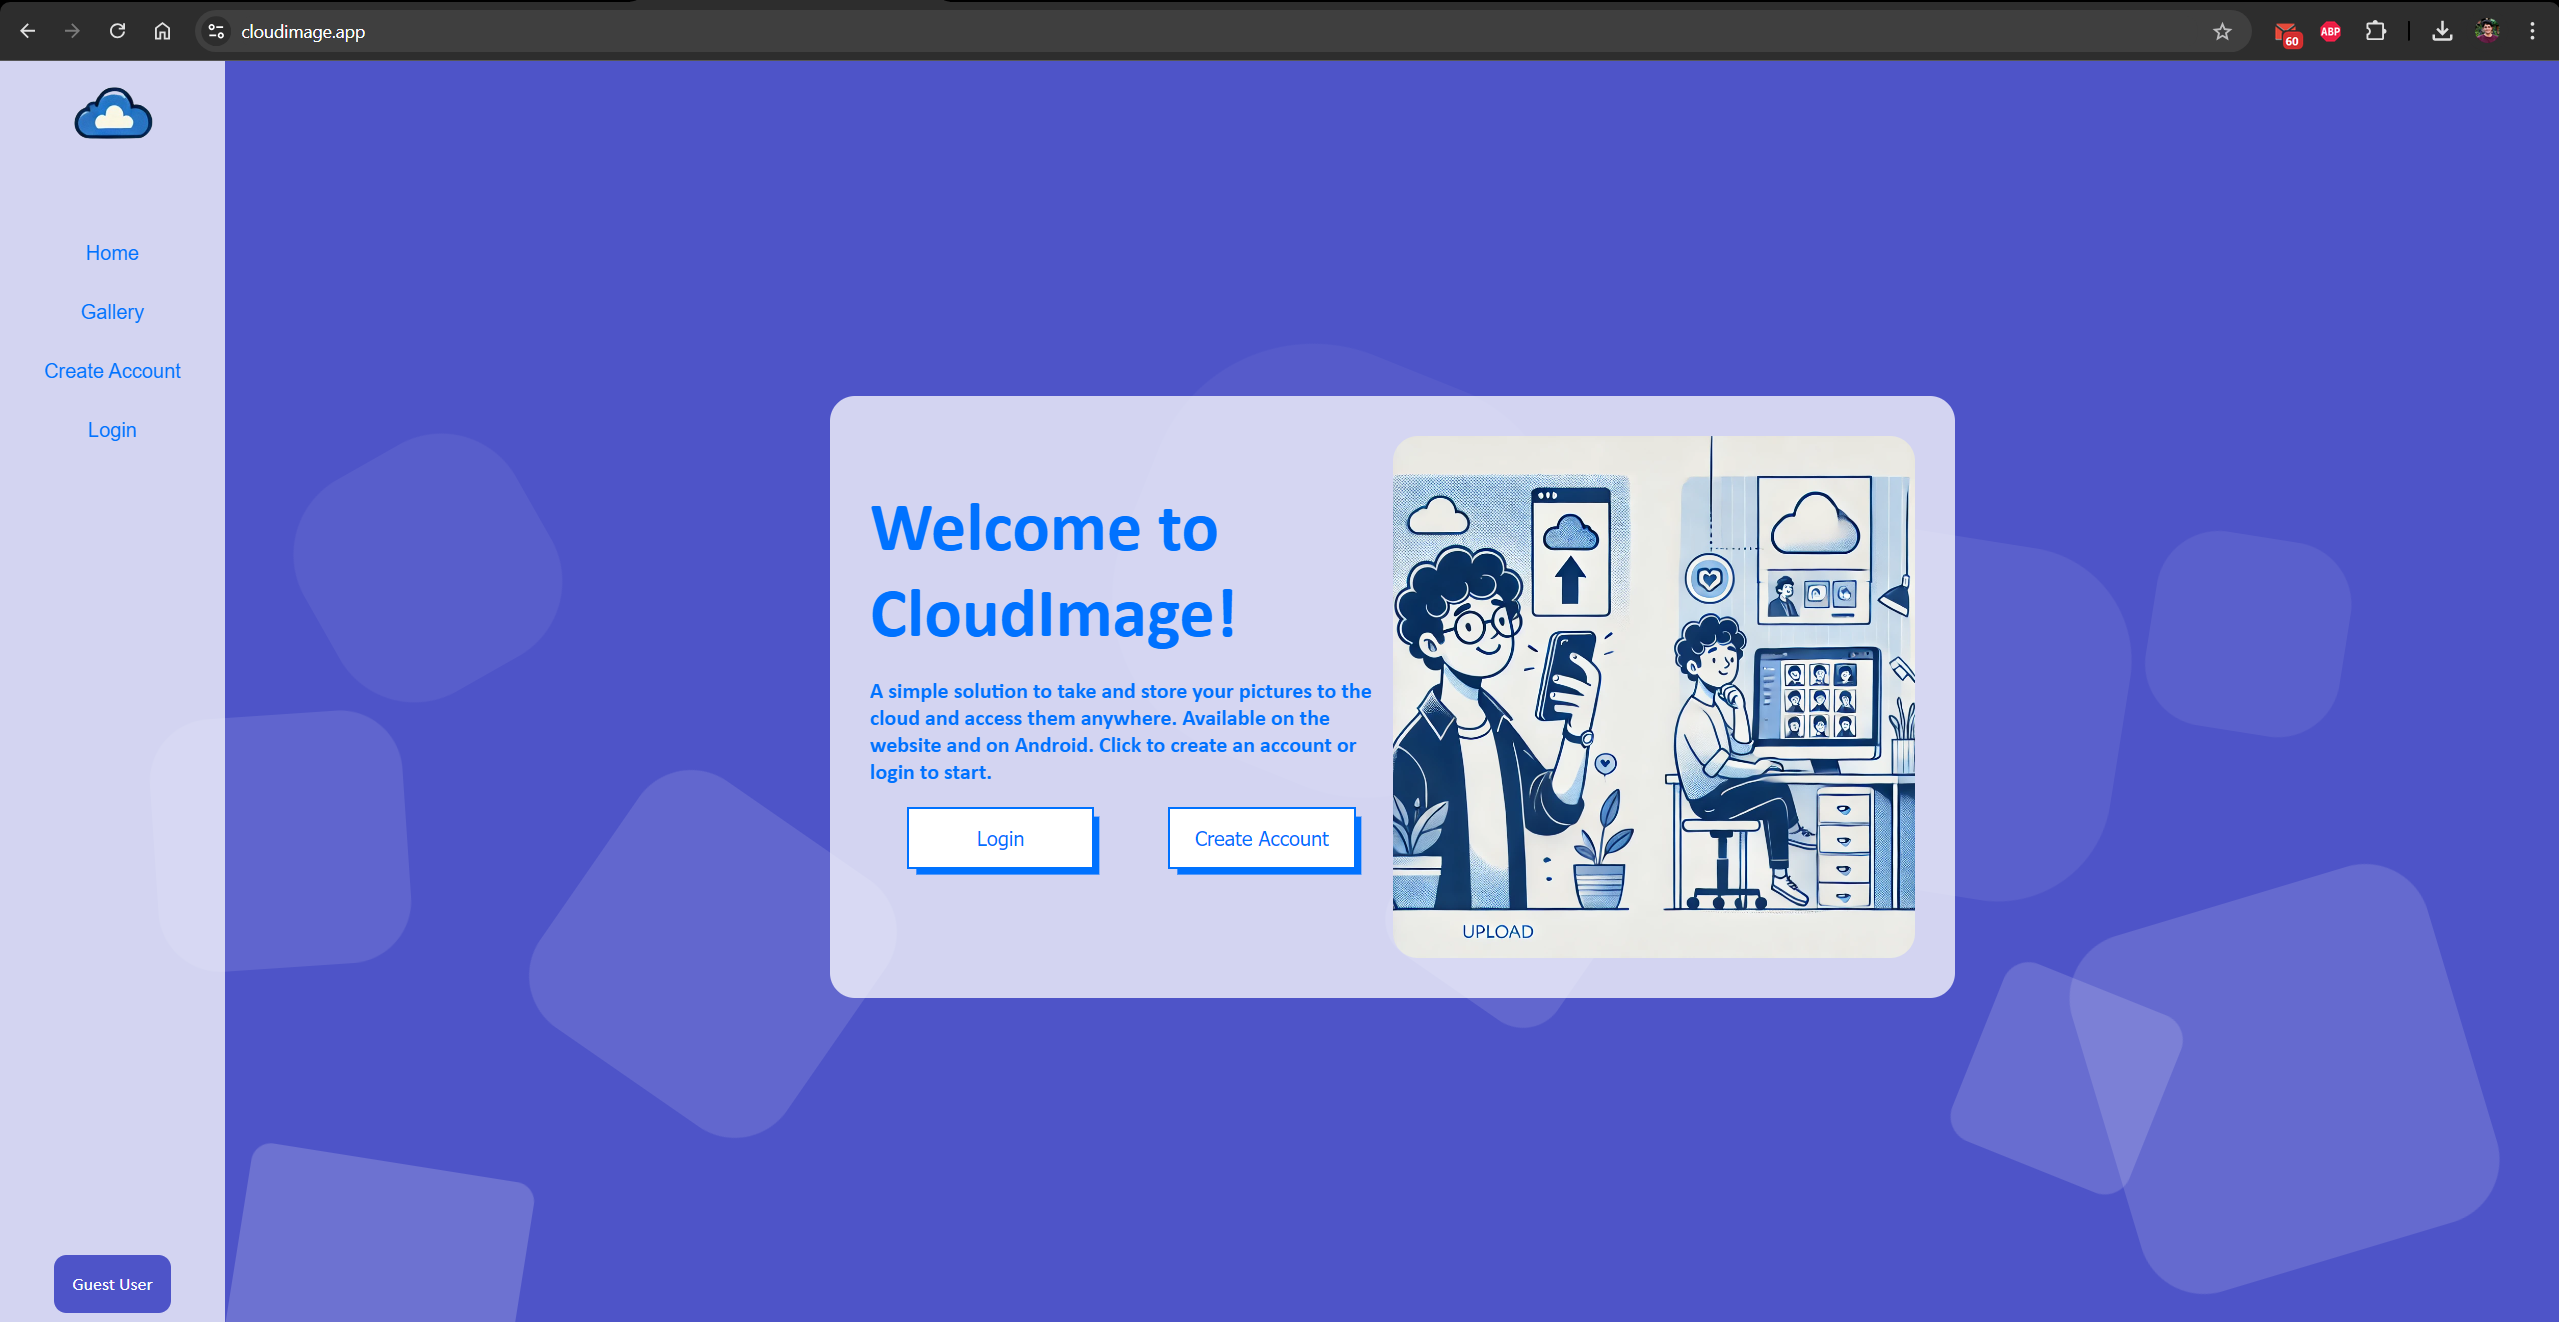 cloudimage.app
60
ABP
Home
Gallery
Create Account
Login
Welcome to
CloudImage!
A simple solution to take and store your pictures to the
cloud and access them anywhere. Available on the
website and on Android. Click to create an account or
login to start.
Login
Create Account
UPLOAD
Guest User